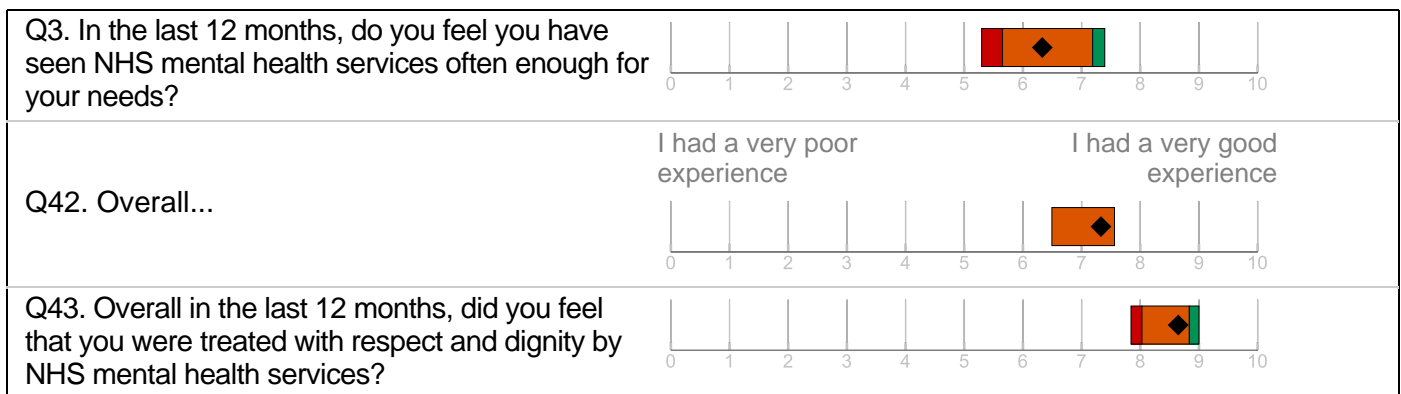 Q3. In the last 12 months, do you feel you have
seen NHS mental health services often enough for
your needs?
0 1 2 3 4 5 6 7 8 9 10
I had a very poor
experience
I had a very good
experience
Q42. Overall...
0 1 2 3 4 5 6 7 8 9 10
Q43. Overall in the last 12 months, did you feel
that you were treated with respect and dignity by
NHS mental health services?
0 1 2 3 4 5 6 7 8 9 10